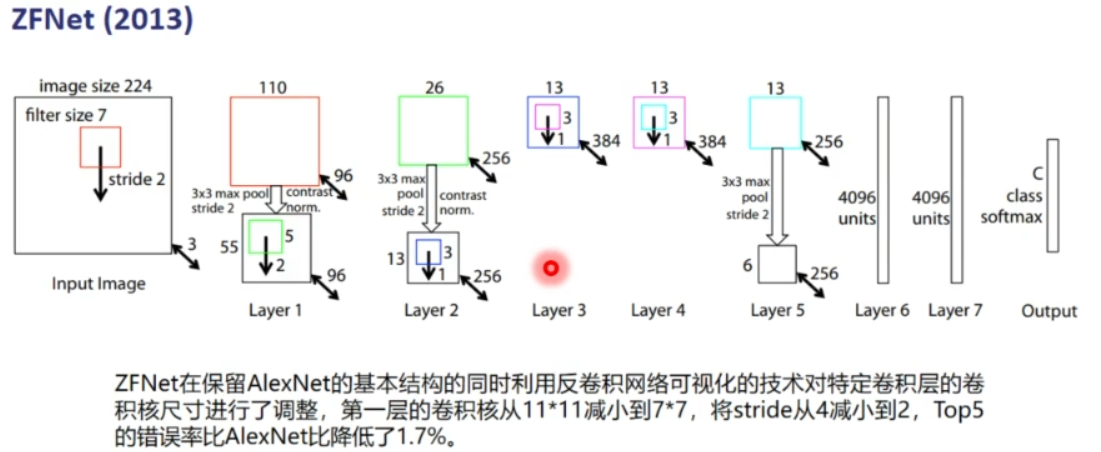 ZFNet (2013)
image size 224
filter size 7
stride 2
3
Input Image
110
96
3x3 max pool
stride 2
contrast
norm.
55
5
2
96
Layer 1
26
256
3x3 max
pool
stride 2
contrast
norm.
13
3
1
256
Layer 2
13
3
1
384
Layer 3
13
3
1
384
Layer 4
13
256
3x3 max
pool
stride 2
6
256
Layer 5
4096
units
Layer 6
4096
units
Layer 7
C
class
softmax
Output
ZFNet在保留AlexNet的基本结构的同时利用反卷积网络可视化的技术对特定卷积层的卷
积核尺寸进行了调整，第一层的卷积核从11*11减小到7*7，将stride从4减小到2，Top5
的错误率比AlexNet比降低了1.7%。